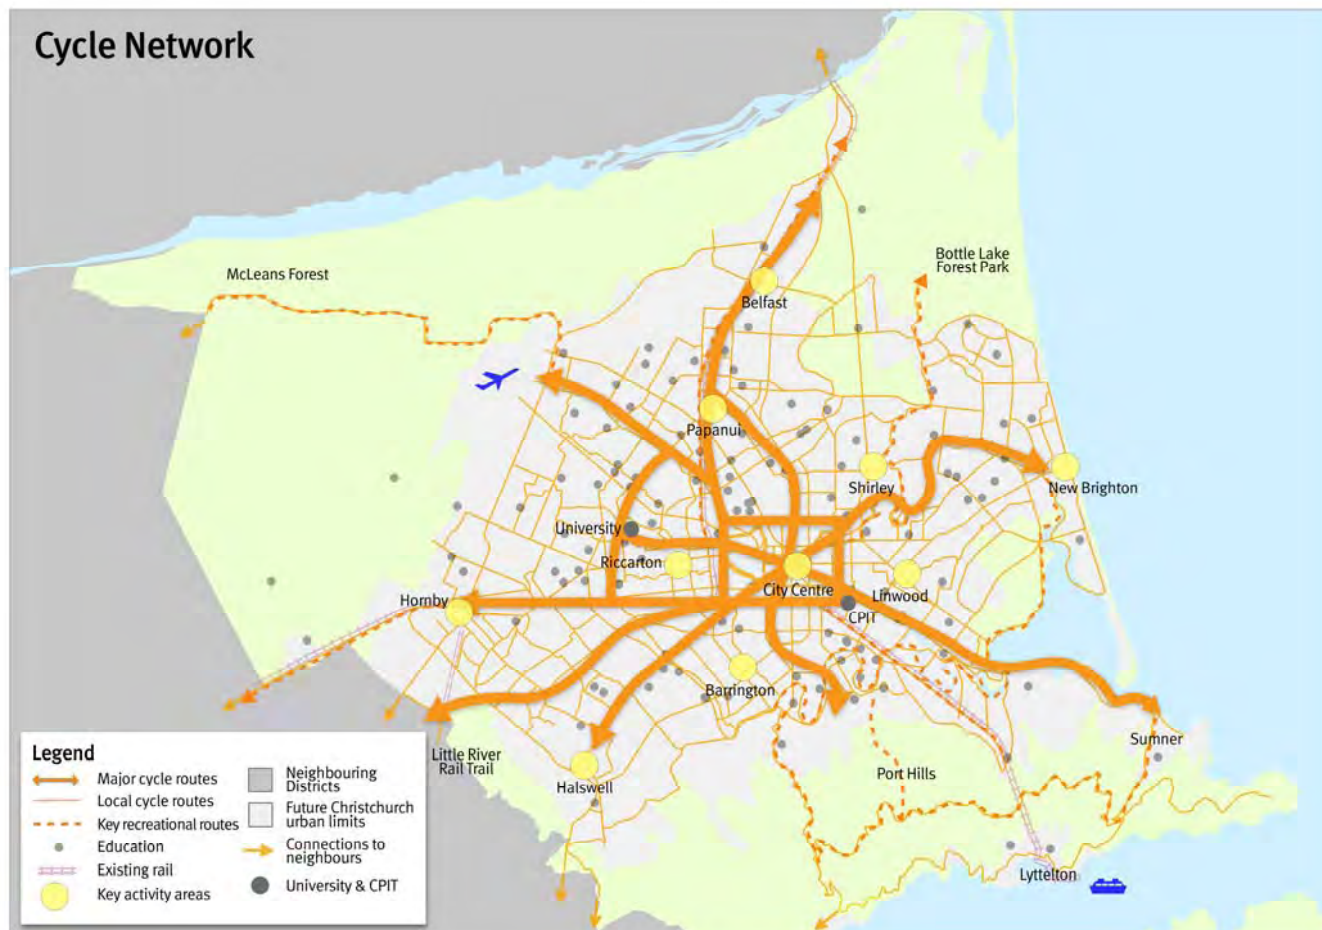 Cycle Network
McLeans Forest
Bottle Lake
Forest Park
Belfast
Papanui
Shirley
New Brighton
University
Riccarton
City Centre
Linwood
Hornby
CPIT
Barrington
Sumner
Little River
Rail Trail
Port Hills
Halswell
Lyttelton
Legend
Major cycle routes
Local cycle routes
Key recreational routes
Education
Existing rail
Key activity areas
Neighbouring
Districts
Future Christchurch
urban limits
Connections to
neighbours
University & CPIT